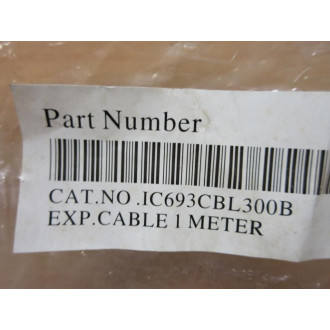 Part Number
CAT.NO .IC693CBL300B
EXP.CABLE 1 METER